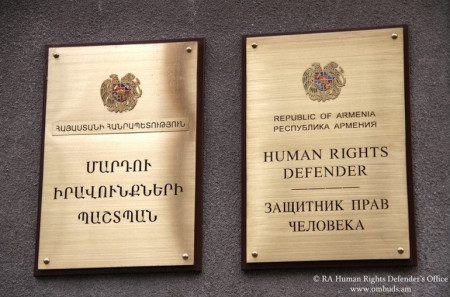 ՀԱՅԱՍՏԱՆԻ ՀԱՆՐԱՊԵՏՈՒԹՅՈՒՆ
ՄԱՐԴՈՒ
ԻՐԱՎՈՒՆՔՆԵՐԻ
ՊԱՇՏՊԱՆ
REPUBLIC OF ARMENIA
РЕСПУБЛИКА АРМЕНИЯ
HUMAN RIGHTS
DEFENDER
ЗАЩИТНИК ПРАВ
ЧЕЛОВЕКА
© RA Human Rights Defender's Office
www.ombuds.am